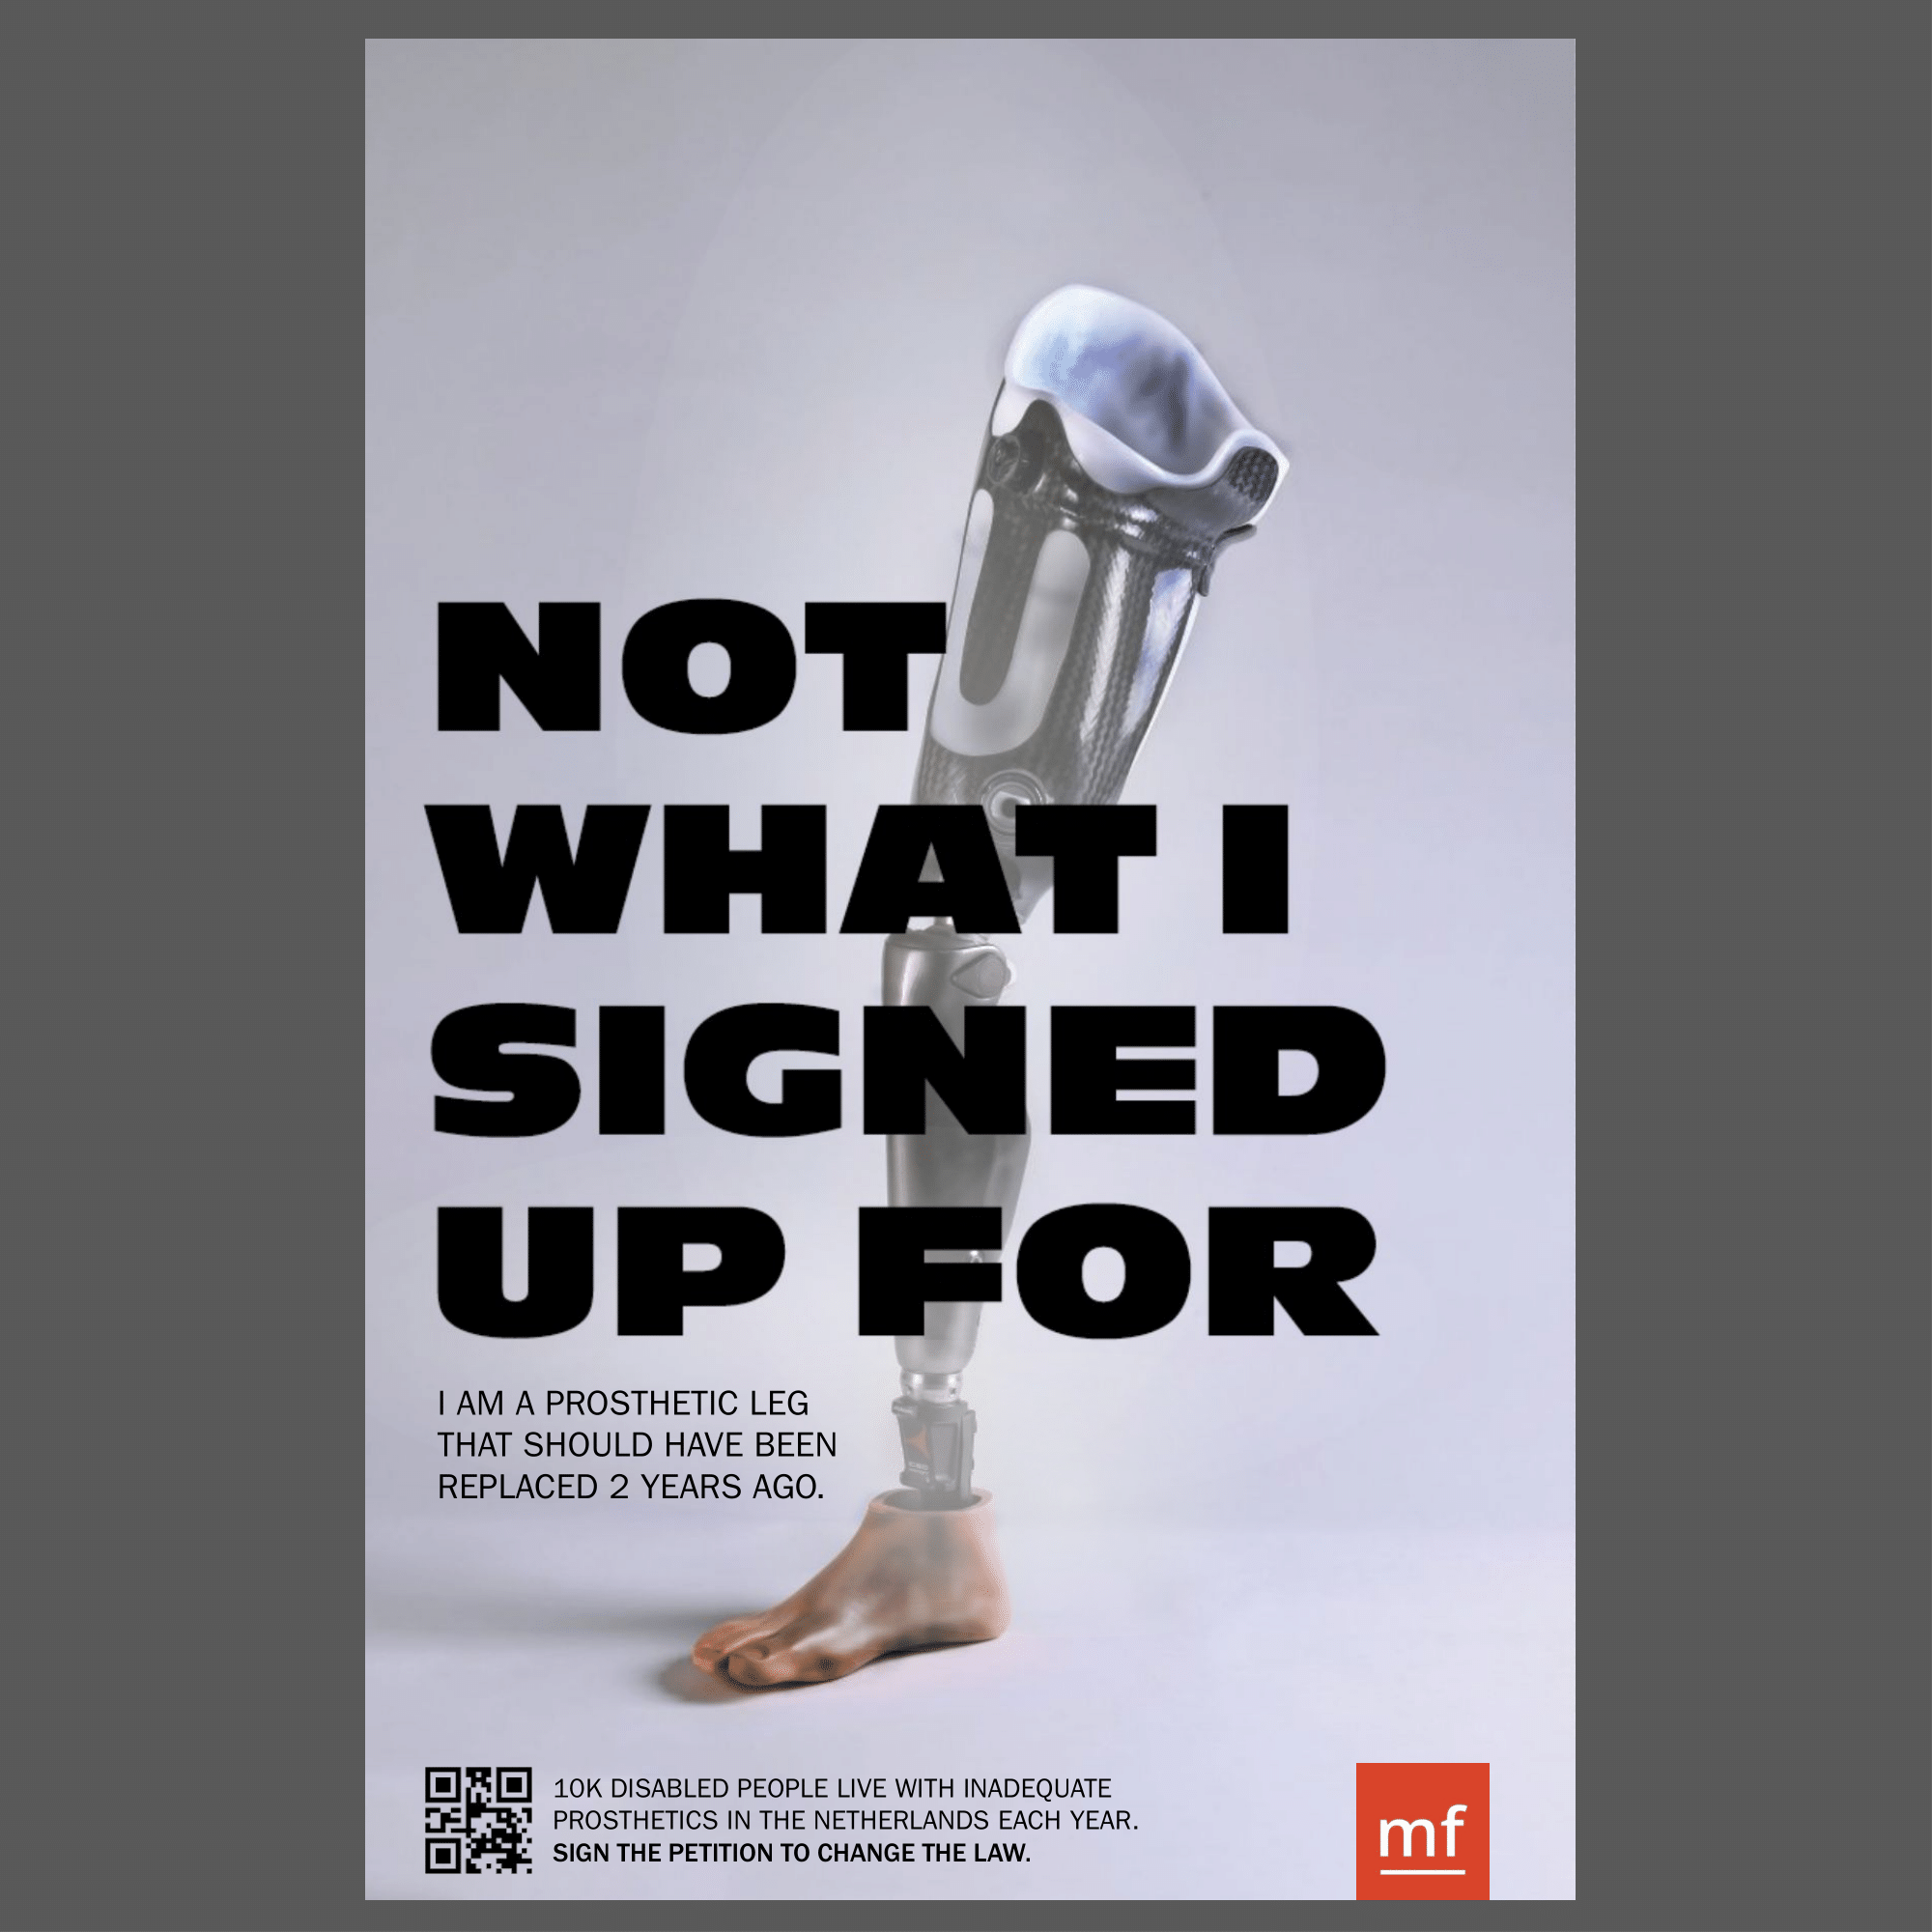 NOT
WHAT I
SIGNED
UP FOR
I AM A PROSTHETIC LEG
THAT SHOULD HAVE BEEN
REPLACED 2 YEARS AGO.
10K DISABLED PEOPLE LIVE WITH INADEQUATE
PROSTHETICS IN THE NETHERLANDS EACH YEAR.
SIGN THE PETITION TO CHANGE THE LAW.
mf